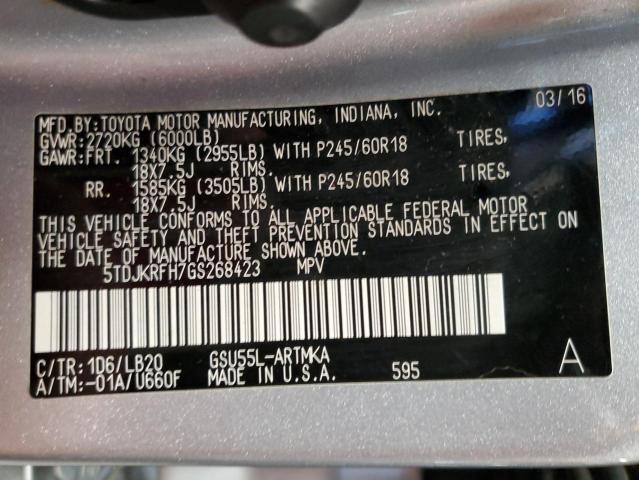 03/16
MFD.BY:TOYOTA MOTOR MANUFACTURING, INDIANA, INC.
GVWR:2720KG (6000LB)
GAWR:FRT. 1340KG (2955LB) WITH P245/60R18 TIRES,
18X7.5J RIMS.
RR. 1585KG (3505LB) WITH P245/60R18 TIRES,
18X7.5J RIMS.
THIS VEHICLE CONFORMS TO ALL APPLICABLE FEDERAL MOTOR
VEHICLE SAFETY AND THEFT PREVENTION STANDARDS IN EFFECT ON
THE DATE OF MANUFACTURE SHOWN ABOVE.
5TDJKRFH7GS268423 MPV
C/TR:1D6/LB20 GSU55L-ARTMKA
A/TM:-01A/U660F MADE IN U.S.A. 595 A